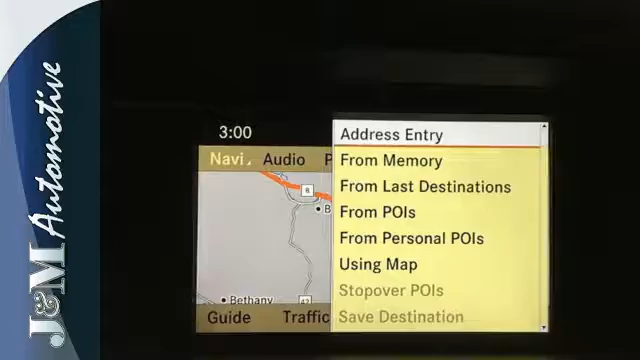 J&M Automotive
3:00
Navi
Audio
P
8
B
Bethany
Guide
Traffic
Address Entry
From Memory
From Last Destinations
From POIs
From Personal POIs
Using Map
Stopover POIs
Save Destination